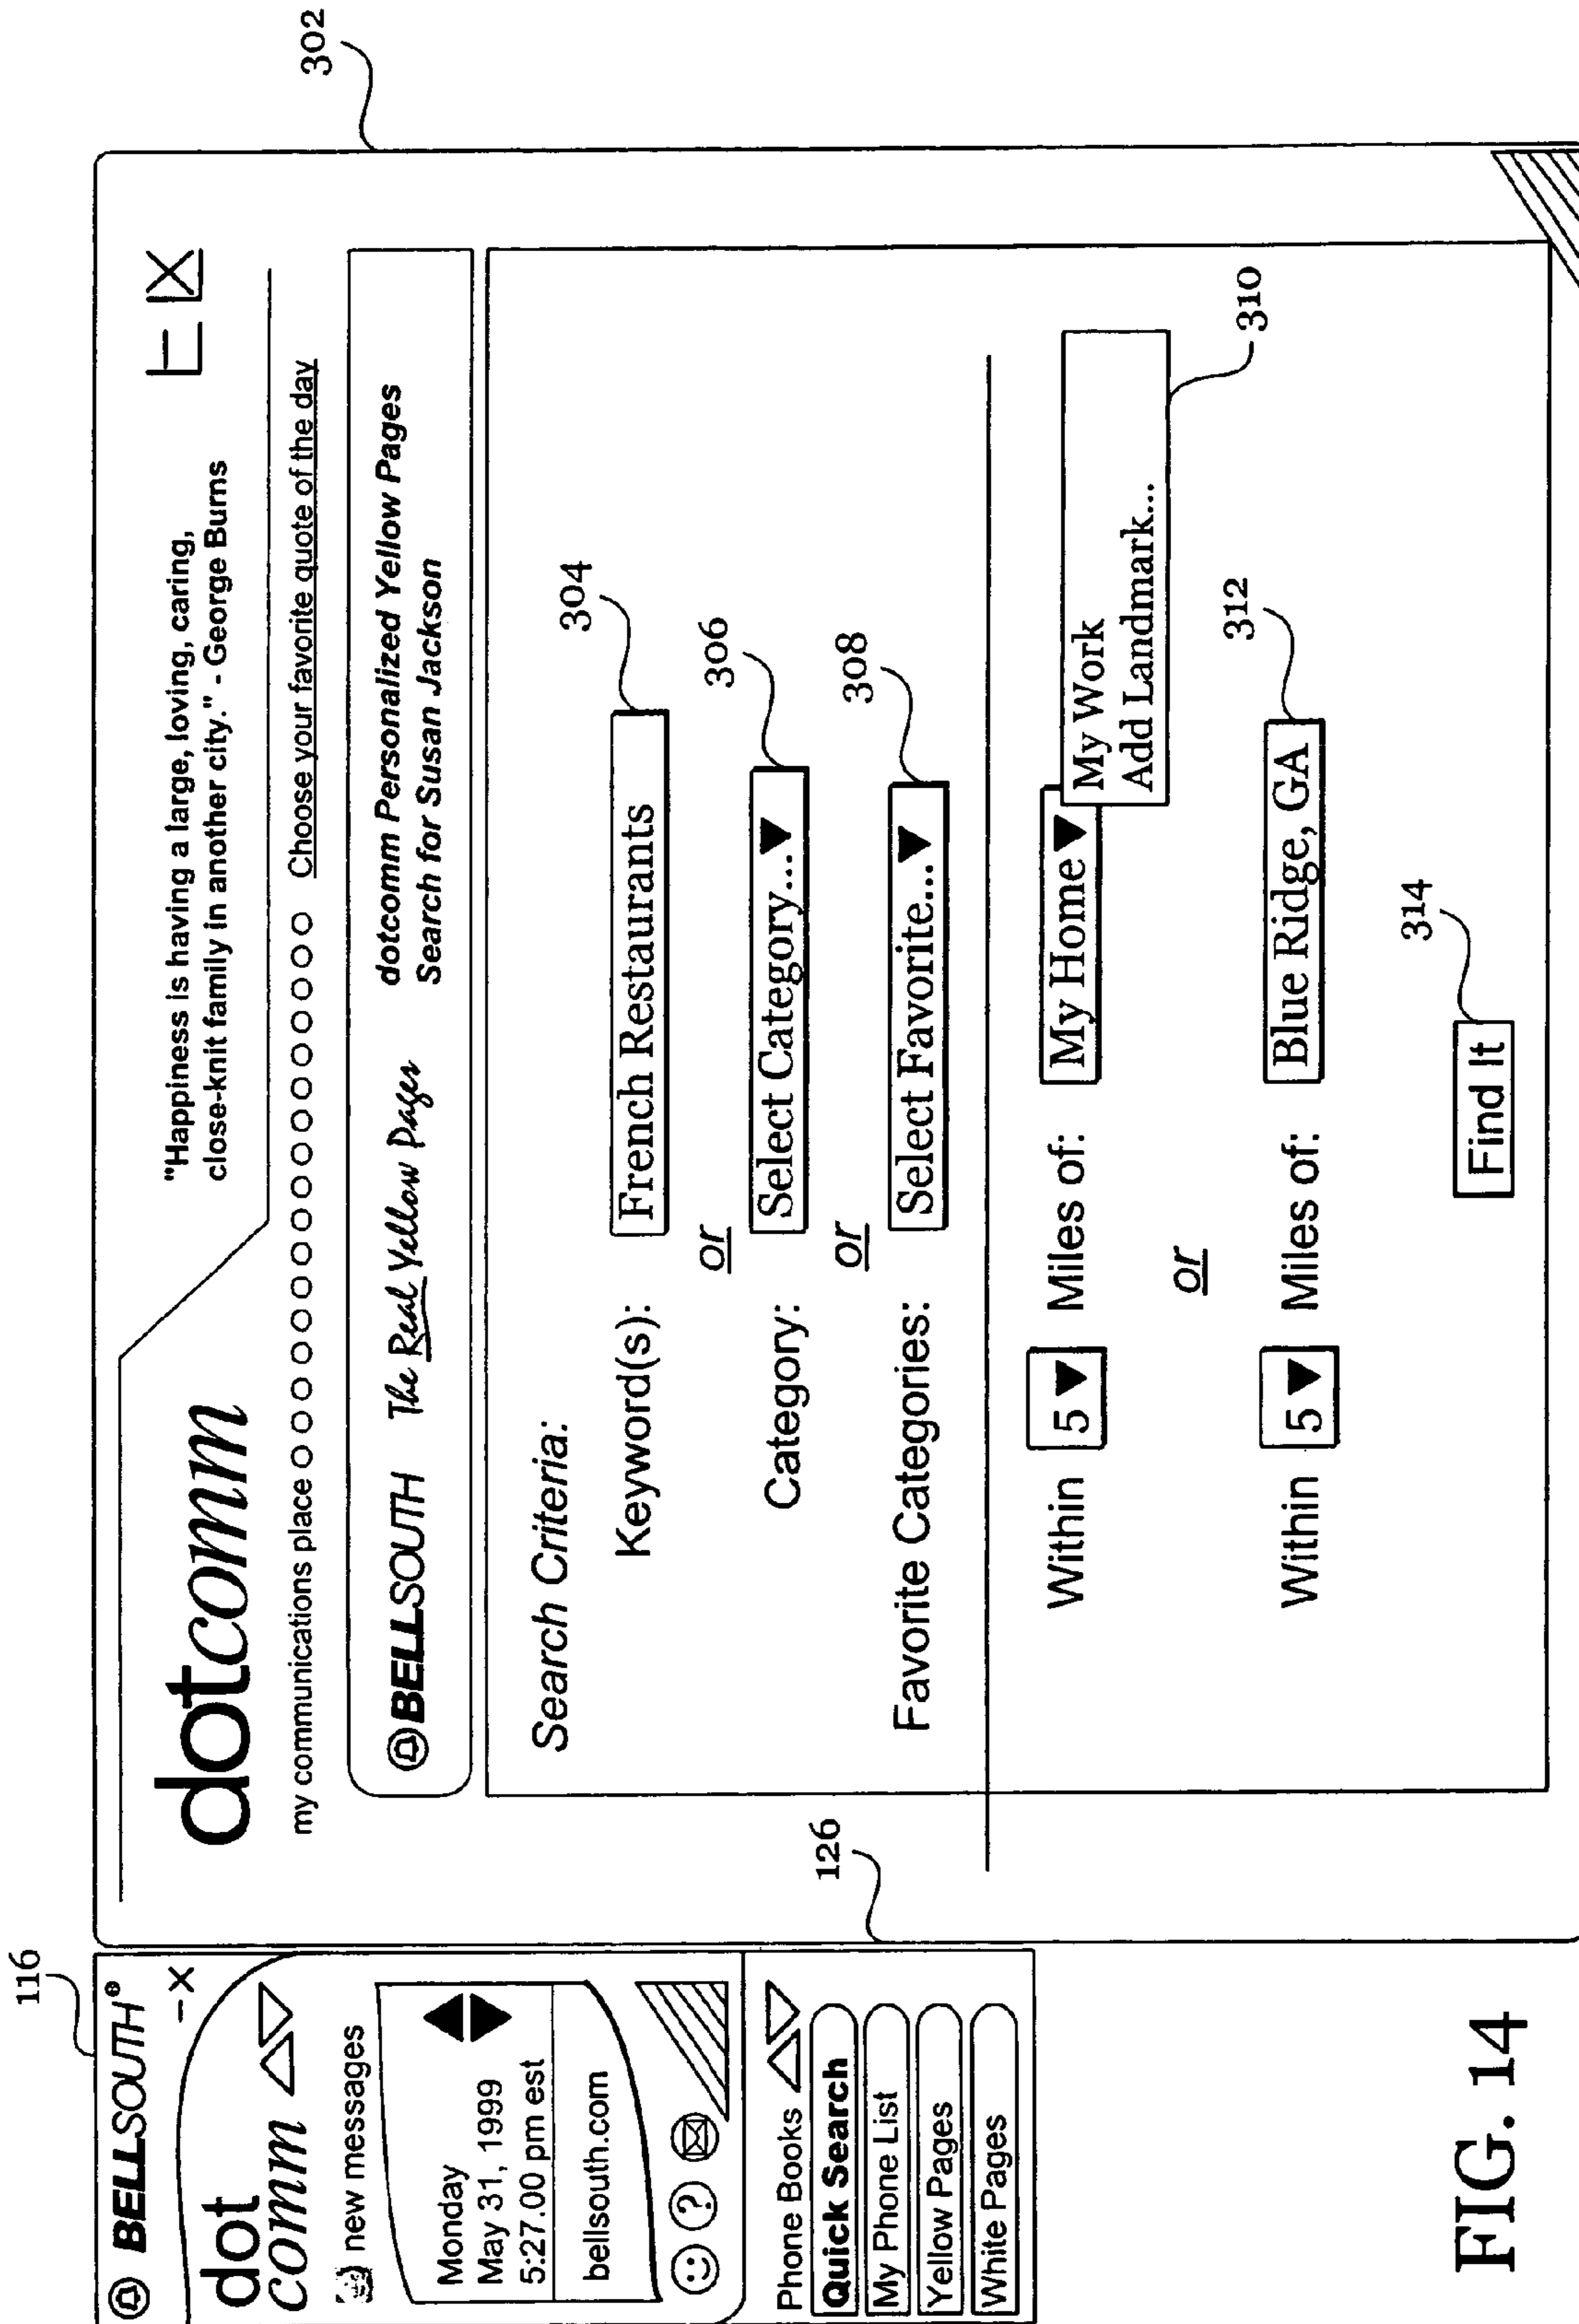 116
BELLSOUTH®
– X
dot
comm
new messages
Monday
May 31, 1999
5:27.00 pm est
bellsouth.com
?
Phone Books
Quick Search
My Phone List
Yellow Pages
White Pages
126
302
dotcomm
"Happiness is having a large, loving, caring,
close-knit family in another city." - George Burns
my communications place Choose your favorite quote of the day
BELLSOUTH The Real Yellow Pages
dotcomm Personalized Yellow Pages
Search for Susan Jackson
Search Criteria:
Keyword(s): French Restaurants
304
or
Category: Select Category...
306
or
Favorite Categories: Select Favorite...
308
Within 5 Miles of: My Home
My Work
Add Landmark...
310
or
Within 5 Miles of: Blue Ridge, GA
312
Find It
314
FIG. 14